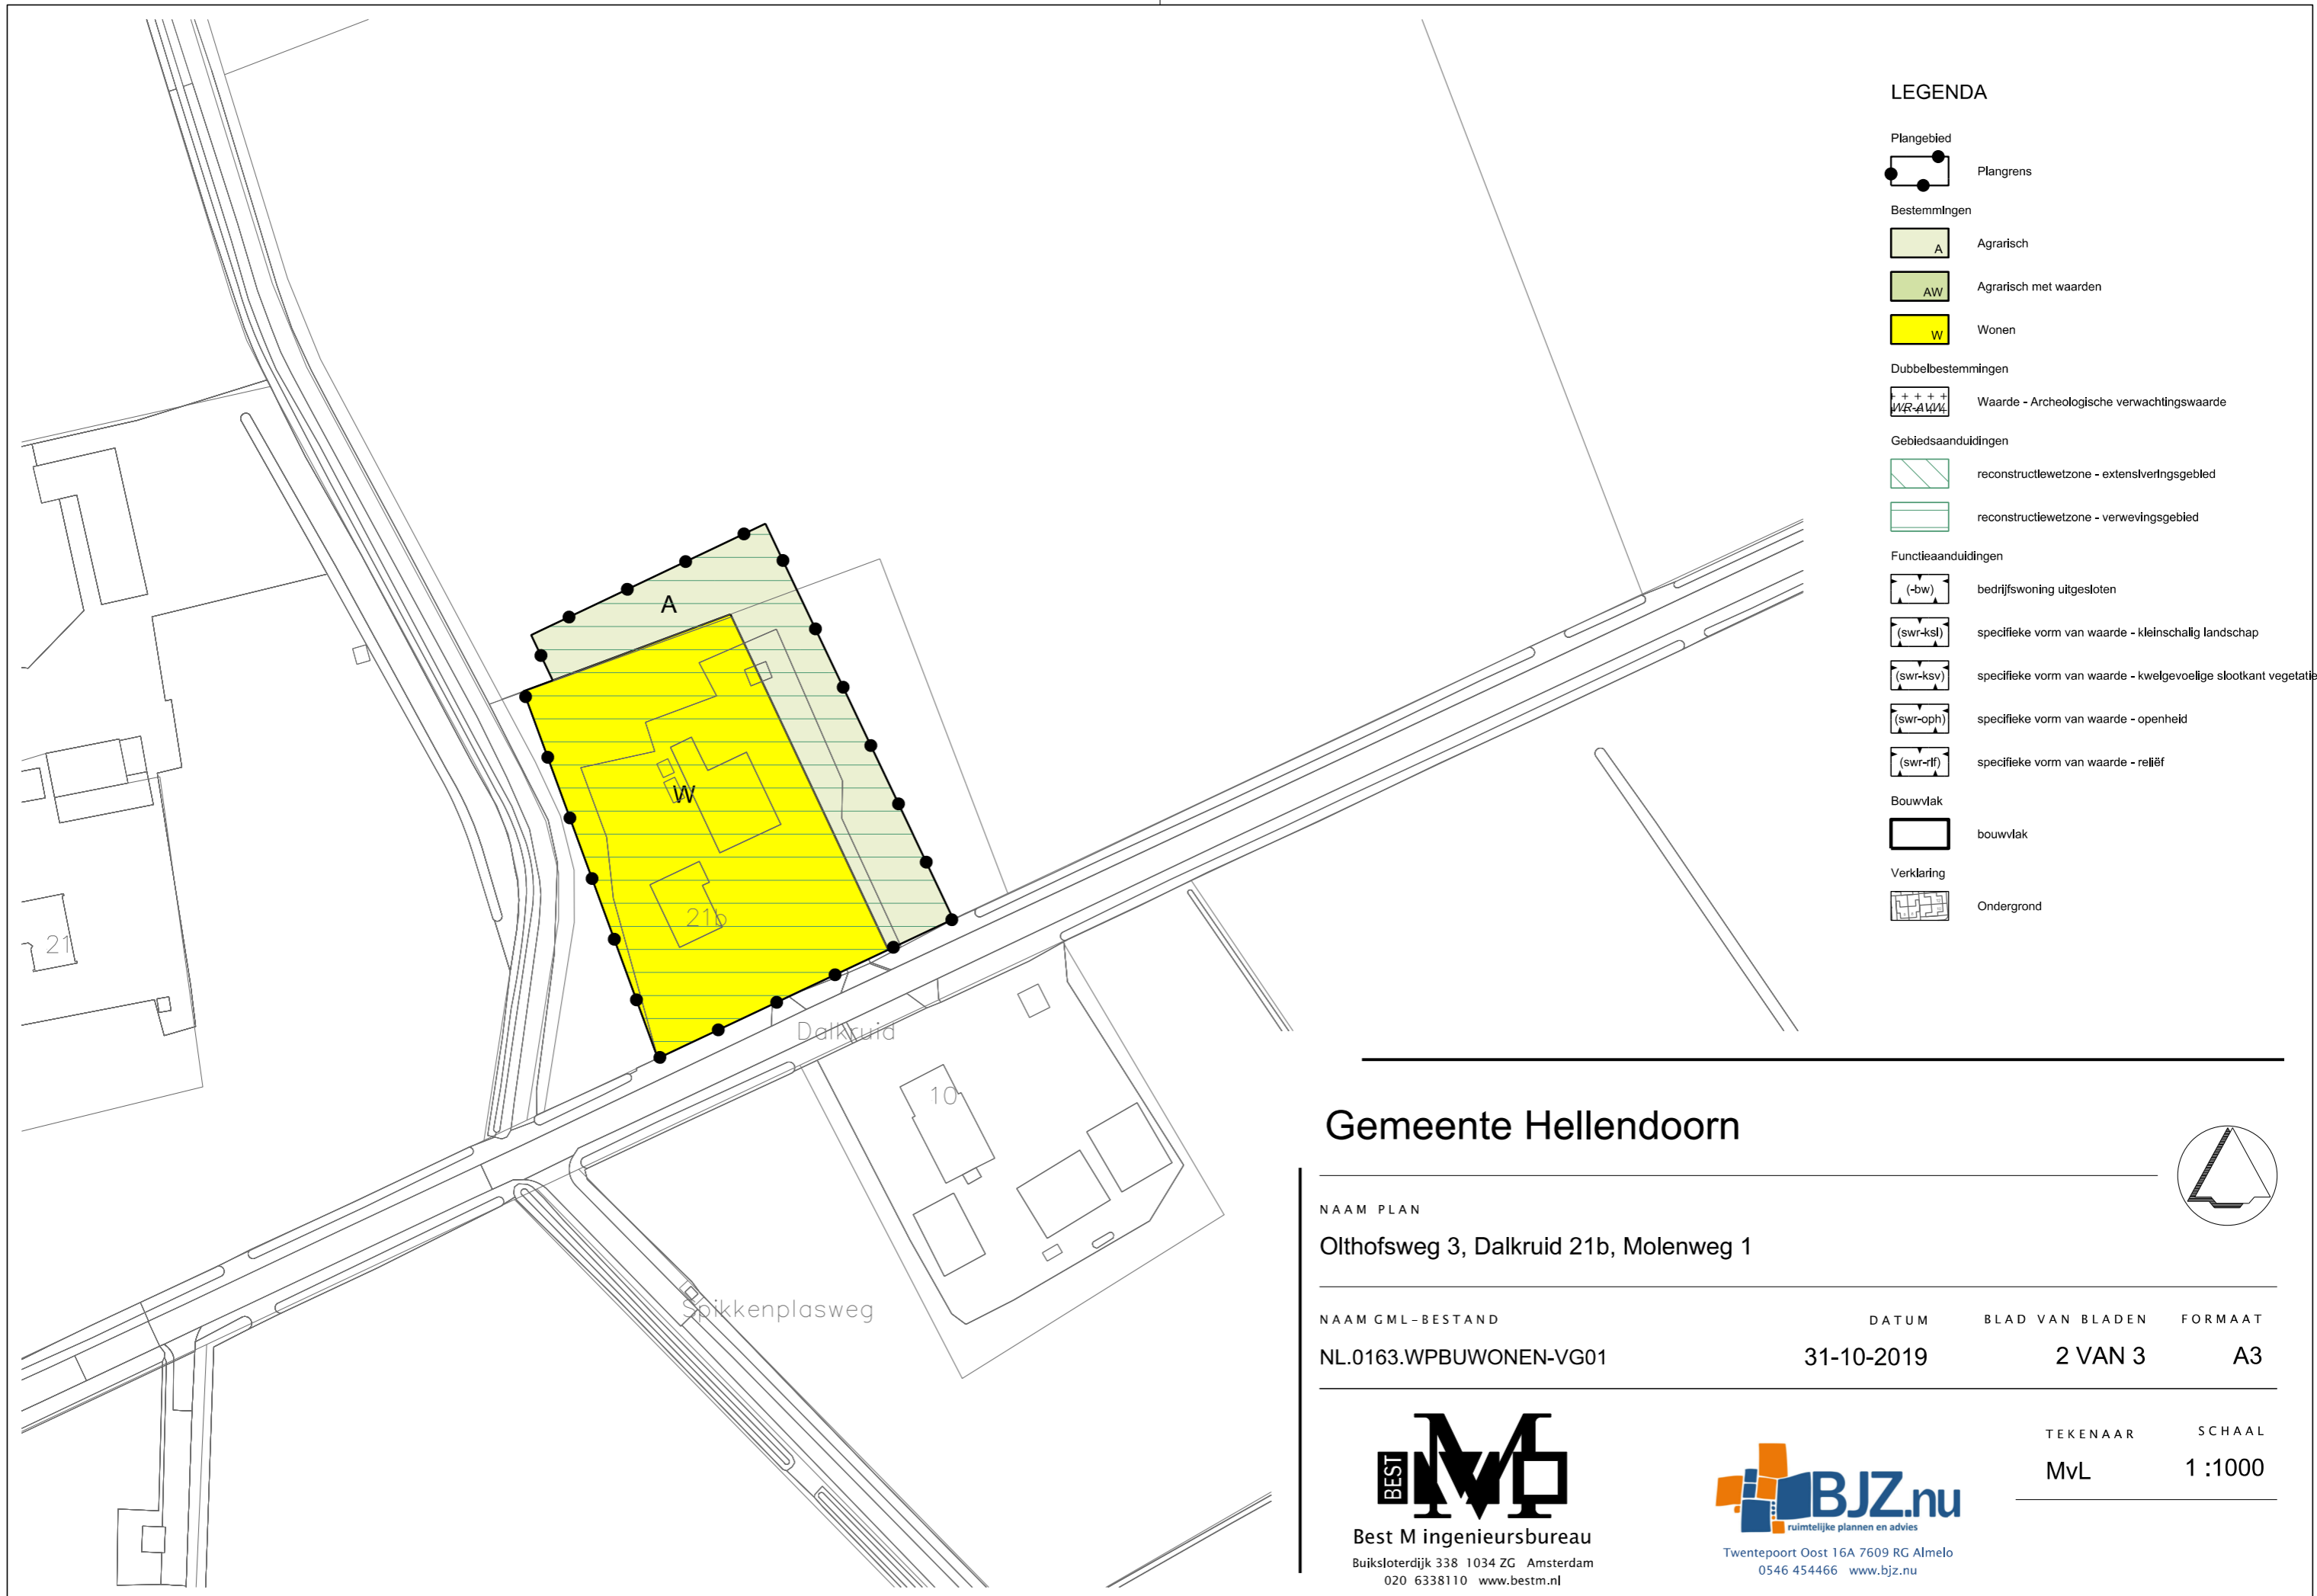 LEGENDA
Plangebied
Plangrens
Bestemmingen
A Agrarisch
AW Agrarisch met waarden
W Wonen
Dubbelbestemmingen
WR-AVW Waarde - Archeologische verwachtingswaarde
Gebiedsaanduidingen
reconstructiewetzone - extensiveringsgebied
reconstructiewetzone - verwevingsgebied
Functieaanduidingen
(-bw) bedrijfswoning uitgesloten
(swr-ksl) specifieke vorm van waarde - kleinschalig landschap
(swr-ksv) specifieke vorm van waarde - kwelgevoelige slootkant vegetatie
(swr-oph) specifieke vorm van waarde - openheid
(swr-rlf) specifieke vorm van waarde - reliëf
Bouwvlak
bouwvlak
Verklaring
Ondergrond
A
W
21b
21
Dalkruid
10
Spikkenplasweg
Gemeente Hellendoorn
NAAM PLAN
Olthofsweg 3, Dalkruid 21b, Molenweg 1
NAAM GML-BESTAND DATUM BLAD VAN BLADEN FORMAAT
NL.0163.WPBUWONEN-VG01 31-10-2019 2 VAN 3 A3
TEKENAAR SCHAAL
MvL 1 :1000
BEST M
Best M ingenieursbureau
Buiksloterdijk 338 1034 ZG Amsterdam
020 6338110 www.bestm.nl
BJZ.nu
ruimtelijke plannen en advies
Twentepoort Oost 16A 7609 RG Almelo
0546 454466 www.bjz.nu